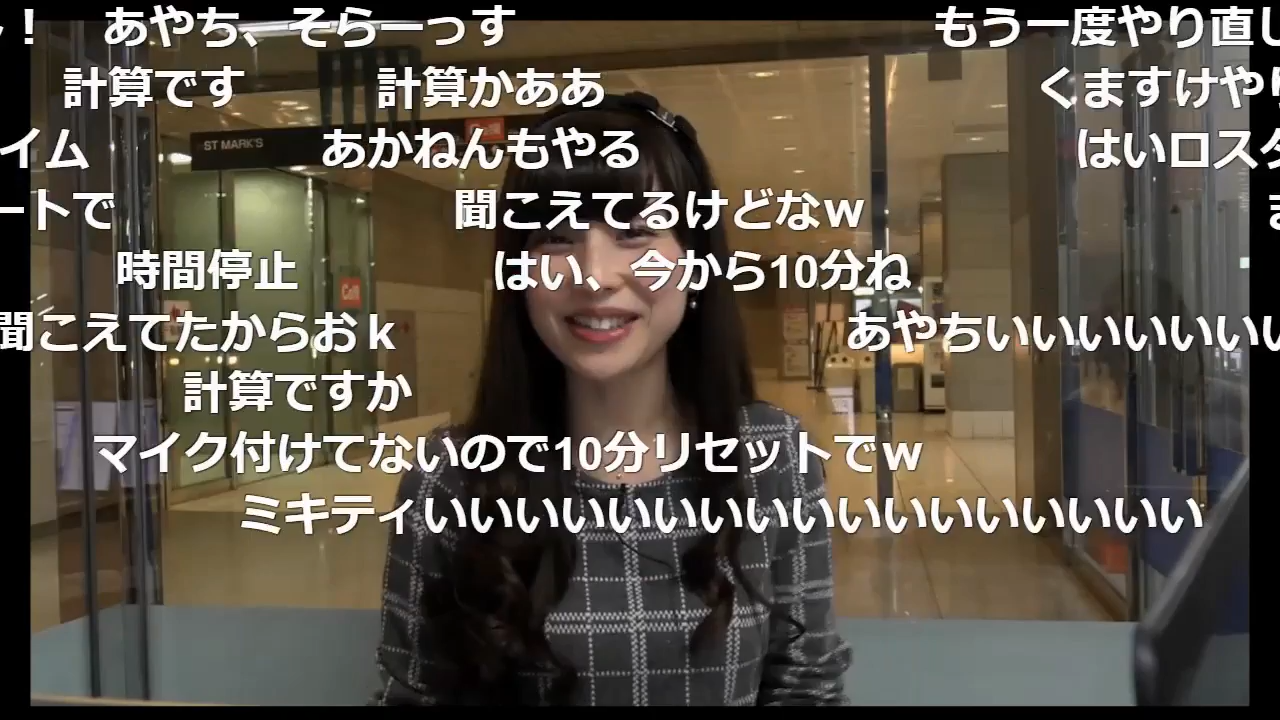 ！ あやち、そらーっす もう一度やり直し
計算です 計算かああ くますけや
イム ST MARK'S あかねんもやる はいロスタ
ートで 聞こえてるけどなｗ
時間停止 はい、今から10分ね
Cafe
聞こえてたからおｋ あやちいいいいいい
計算ですか
マイク付けてないので10分リセットでｗ
ミキティいいいいいいいいいいいいいいいいい